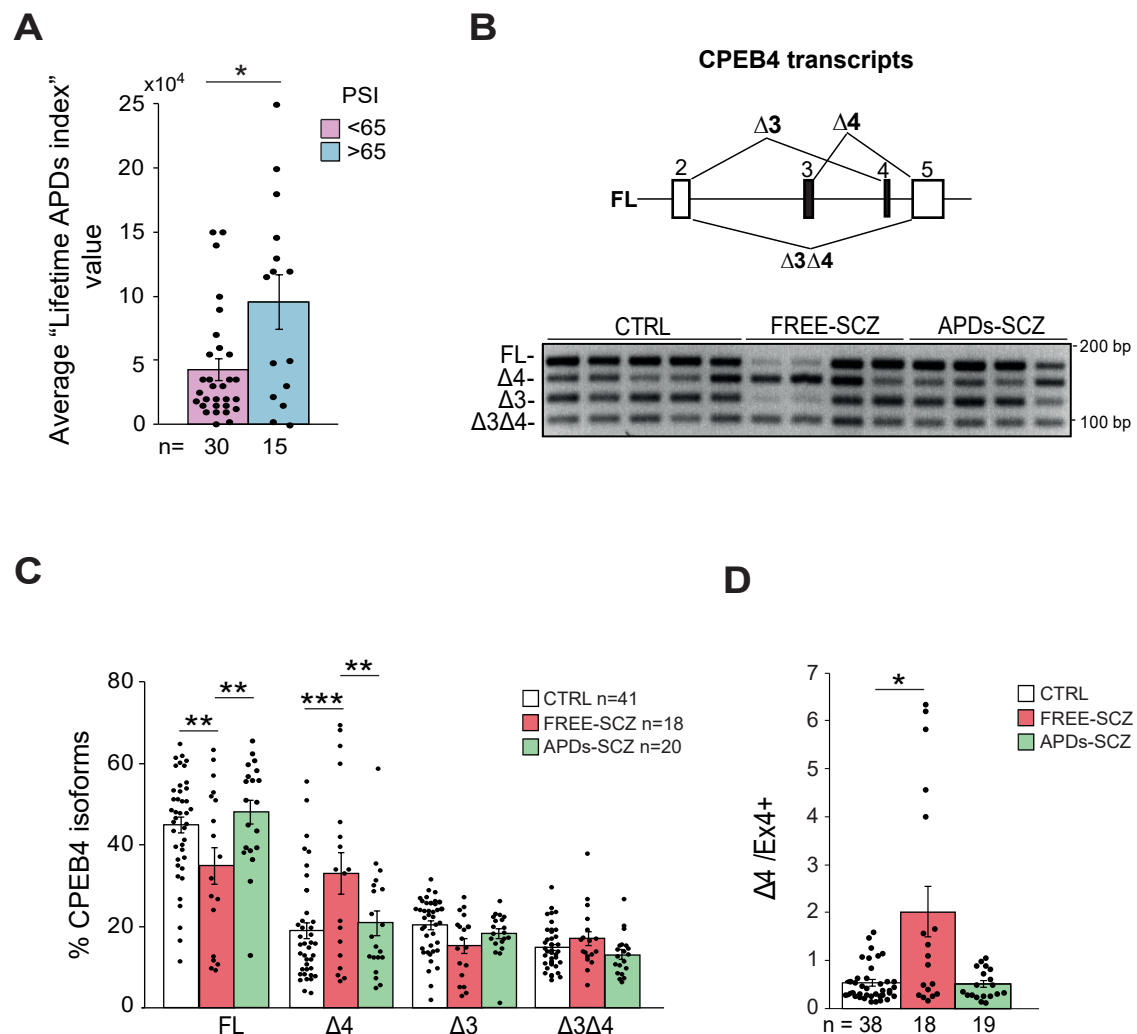 A
Average “Lifetime APDs index”
value
x10⁴
*
25
20
15
10
5
0
PSI
<65
>65
n= 30 15
B
CPEB4 transcripts
Δ3 Δ4
2 3 4 5
FL
Δ3Δ4
CTRL FREE-SCZ APDs-SCZ
FL-
Δ4-
Δ3-
Δ3Δ4-
-200 bp
-100 bp
C
% CPEB4 isoforms
80
60
40
20
0
** ** *** **
CTRL n=41
FREE-SCZ n=18
APDs-SCZ n=20
FL Δ4 Δ3 Δ3Δ4
D
Δ4 /Ex4+
7
6
5
4
3
2
1
0
*
CTRL
FREE-SCZ
APDs-SCZ
n = 38 18 19